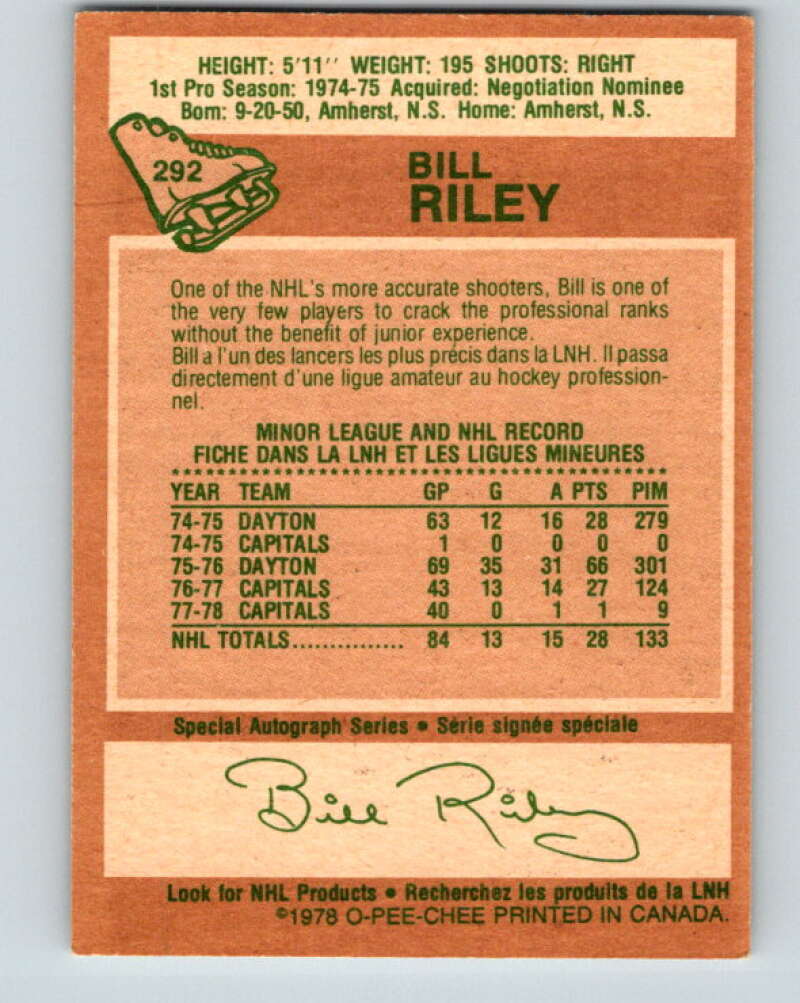 HEIGHT: 5'11'' WEIGHT: 195 SHOOTS: RIGHT
1st Pro Season: 1974-75 Acquired: Negotiation Nominee
Born: 9-20-50, Amherst, N.S. Home: Amherst, N.S.
292
BILL
RILEY
One of the NHL's more accurate shooters, Bill is one of
the very few players to crack the professional ranks
without the benefit of junior experience.
Bill a l'un des lancers les plus précis dans la LNH. Il passa
directement d'une ligue amateur au hockey profession-
nel.
MINOR LEAGUE AND NHL RECORD
FICHE DANS LA LNH ET LES LIGUES MINEURES
YEAR TEAM GP G A PTS PIM
74-75 DAYTON 63 12 16 28 279
74-75 CAPITALS 1 0 0 0 0
75-76 DAYTON 69 35 31 66 301
76-77 CAPITALS 43 13 14 27 124
77-78 CAPITALS 40 0 1 1 9
NHL TOTALS............... 84 13 15 28 133
Special Autograph Series • Série signée spéciale
Bill Riley
Look for NHL Products • Recherchez les produits de la LNH
©1978 O-PEE-CHEE PRINTED IN CANADA.